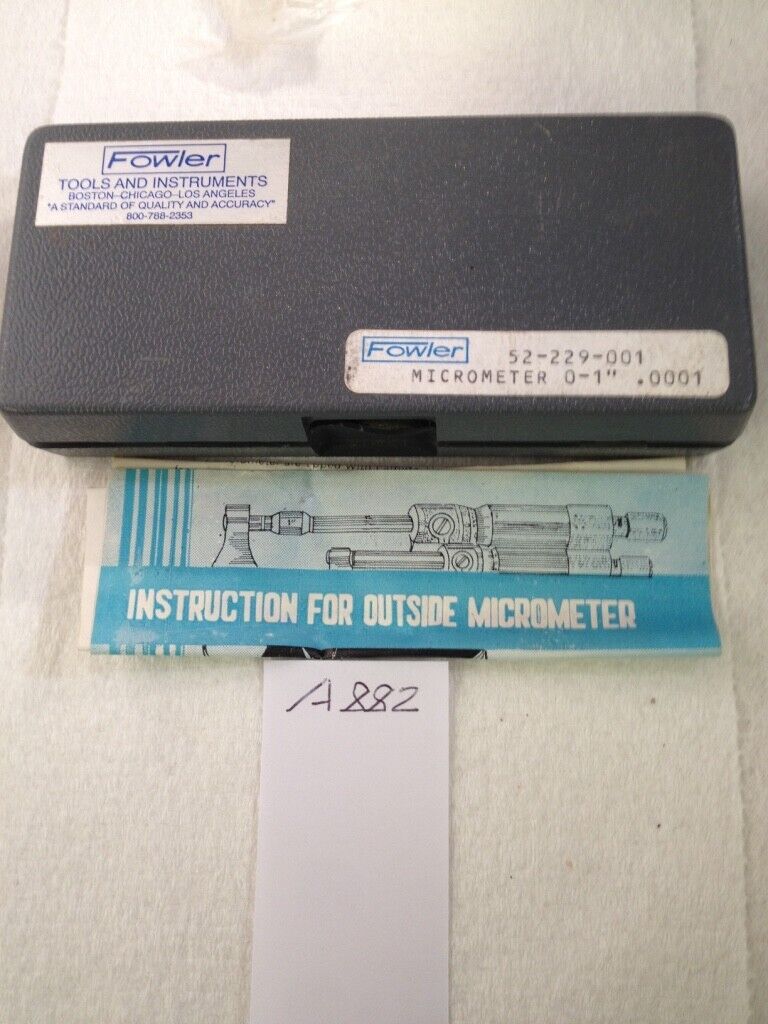 Fowler
TOOLS AND INSTRUMENTS
BOSTON–CHICAGO–LOS ANGELES
"A STANDARD OF QUALITY AND ACCURACY"
800-788-2353
Fowler 52-229-001
MICROMETER 0-1" .0001
INSTRUCTION FOR OUTSIDE MICROMETER
A882